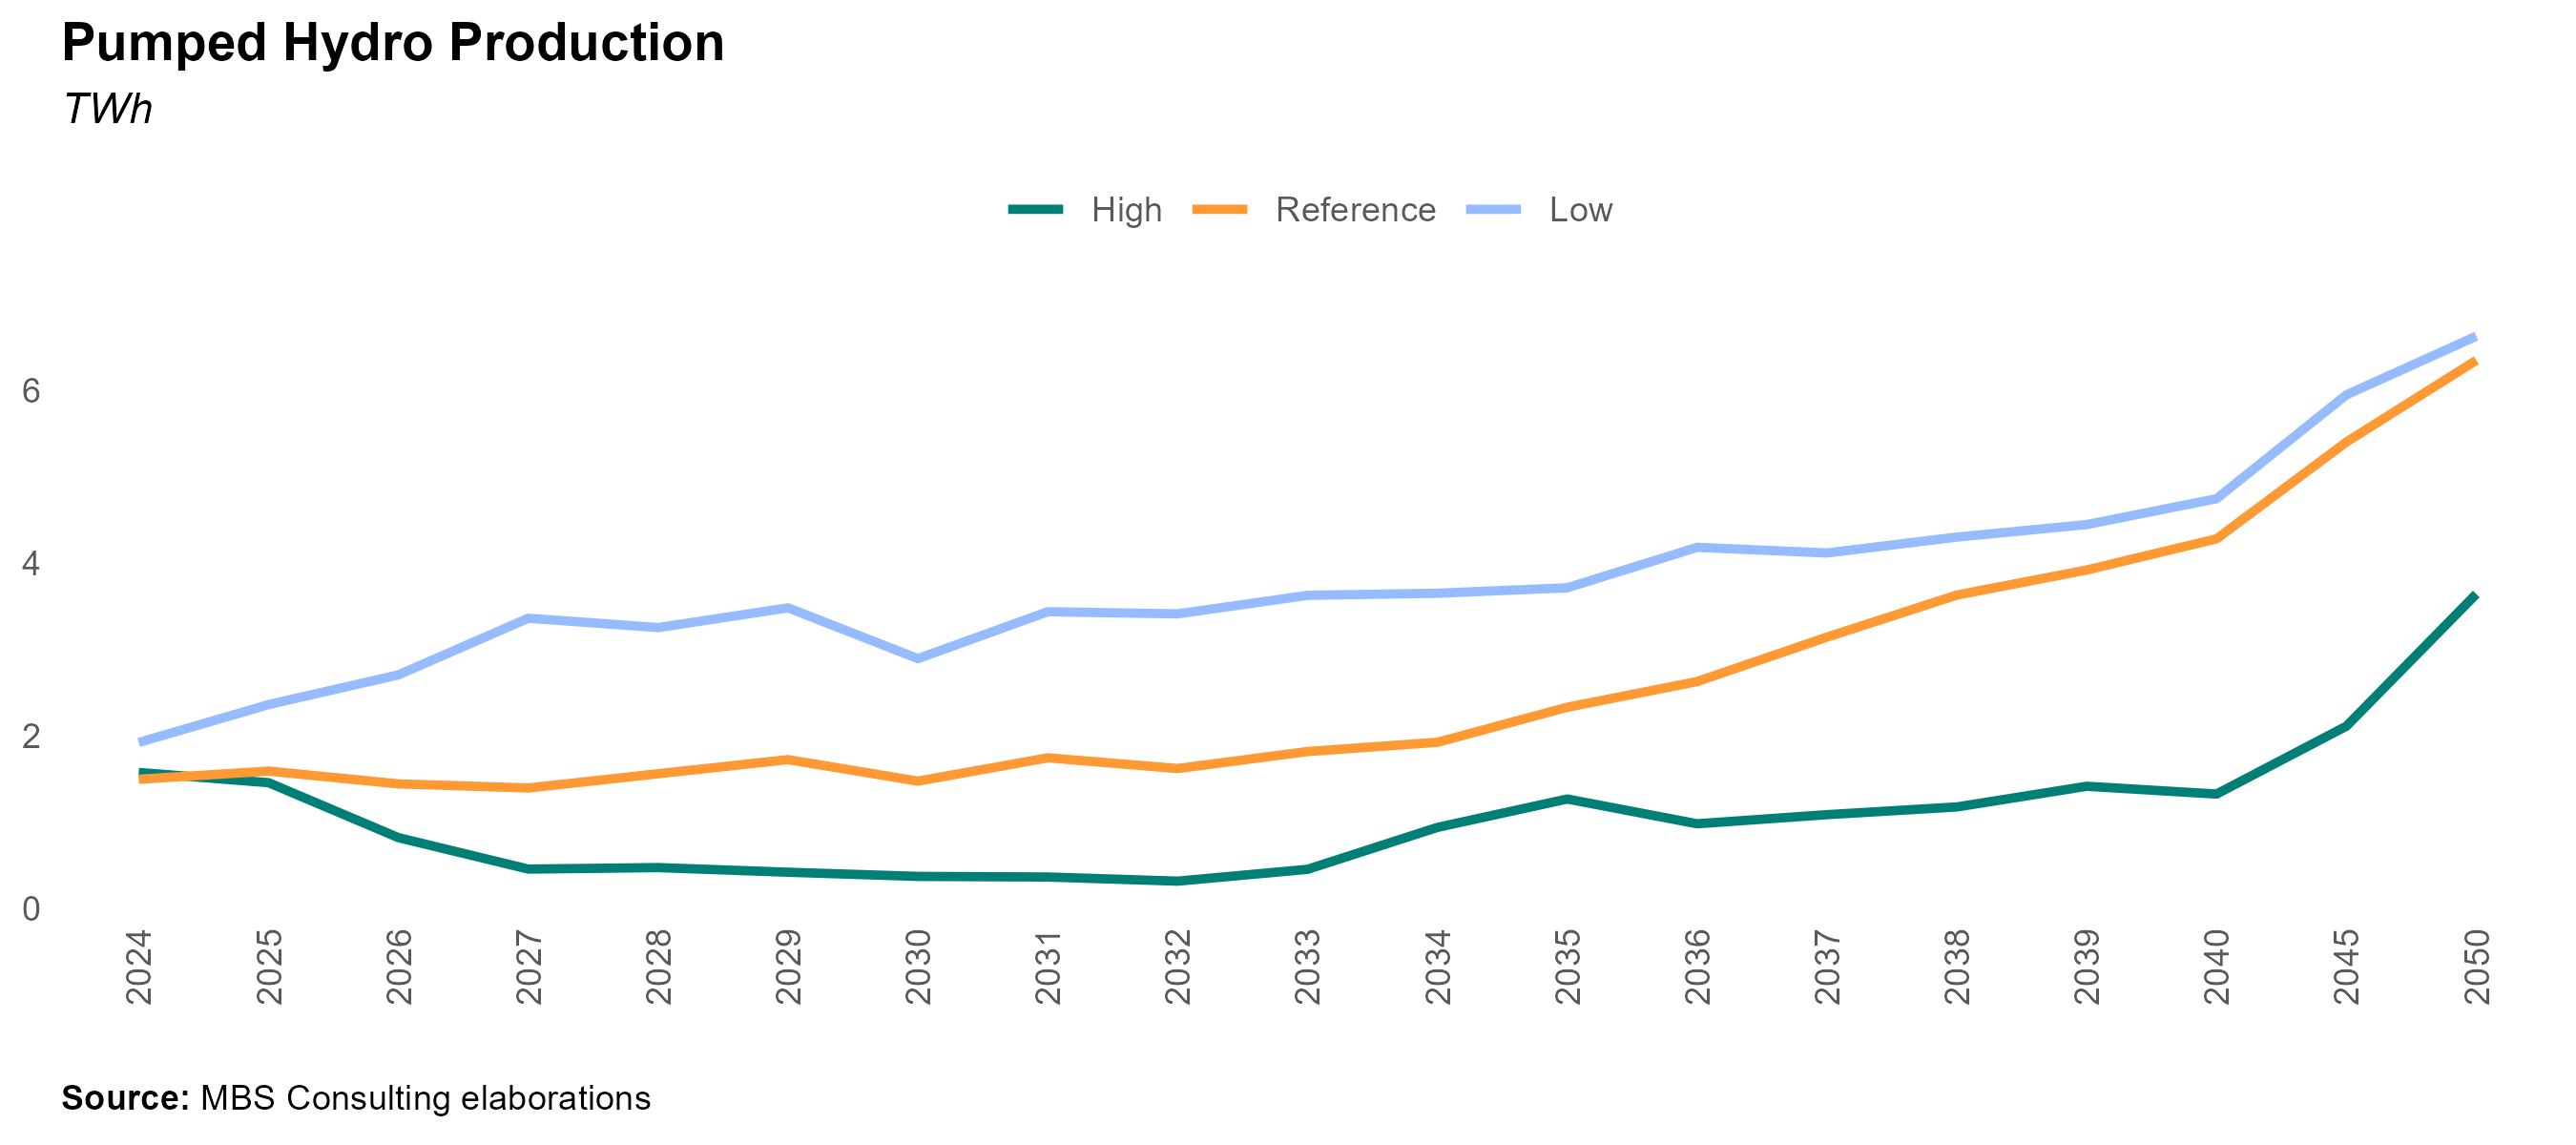 Pumped Hydro Production
TWh
High Reference Low
6
4
2
0
2024 2025 2026 2027 2028 2029 2030 2031 2032 2033 2034 2035 2036 2037 2038 2039 2040 2045 2050
Source: MBS Consulting elaborations